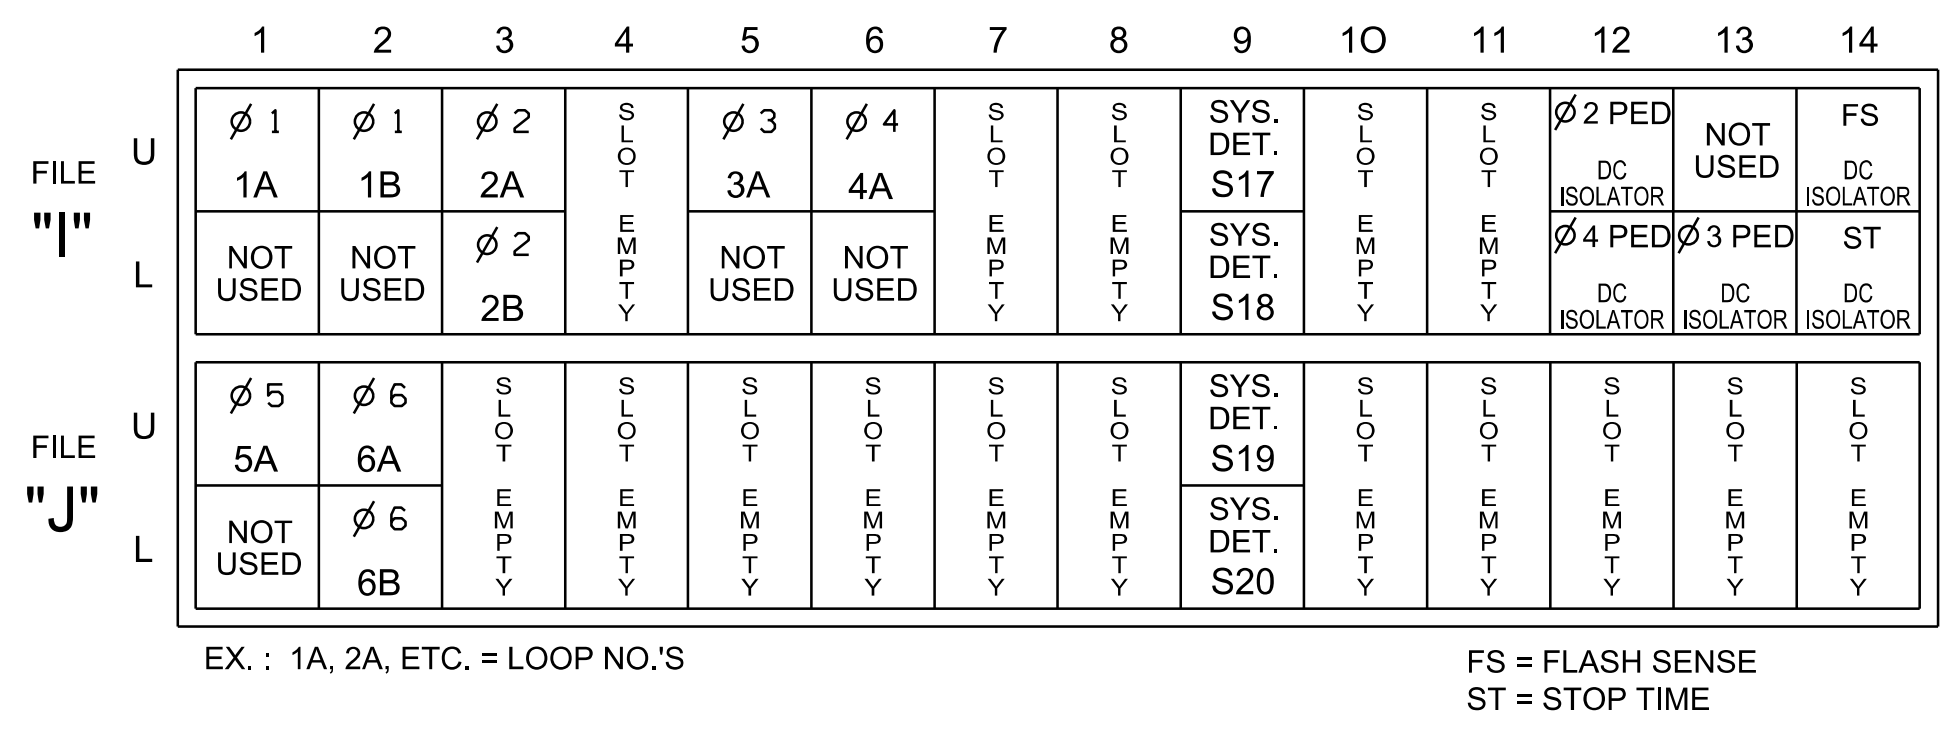 1 2 3 4 5 6 7 8 9 10 11 12 13 14
FILE
"I"
U
L
Ø 1
1A
NOT
USED
Ø 1
1B
NOT
USED
Ø 2
2A
Ø 2
2B
SLOT EMPTY
Ø 3
3A
NOT
USED
Ø 4
4A
NOT
USED
SLOT EMPTY
SLOT EMPTY
SYS.
DET.
S17
SYS.
DET.
S18
SLOT EMPTY
SLOT EMPTY
Ø 2 PED
DC
ISOLATOR
Ø 4 PED
DC
ISOLATOR
NOT
USED
Ø 3 PED
DC
ISOLATOR
FS
DC
ISOLATOR
ST
DC
ISOLATOR
FILE
"J"
U
L
Ø 5
5A
NOT
USED
Ø 6
6A
Ø 6
6B
SLOT EMPTY
SLOT EMPTY
SLOT EMPTY
SLOT EMPTY
SLOT EMPTY
SLOT EMPTY
SYS.
DET.
S19
SYS.
DET.
S20
SLOT EMPTY
SLOT EMPTY
SLOT EMPTY
SLOT EMPTY
SLOT EMPTY
EX. : 1A, 2A, ETC. = LOOP NO.'S
FS = FLASH SENSE
ST = STOP TIME